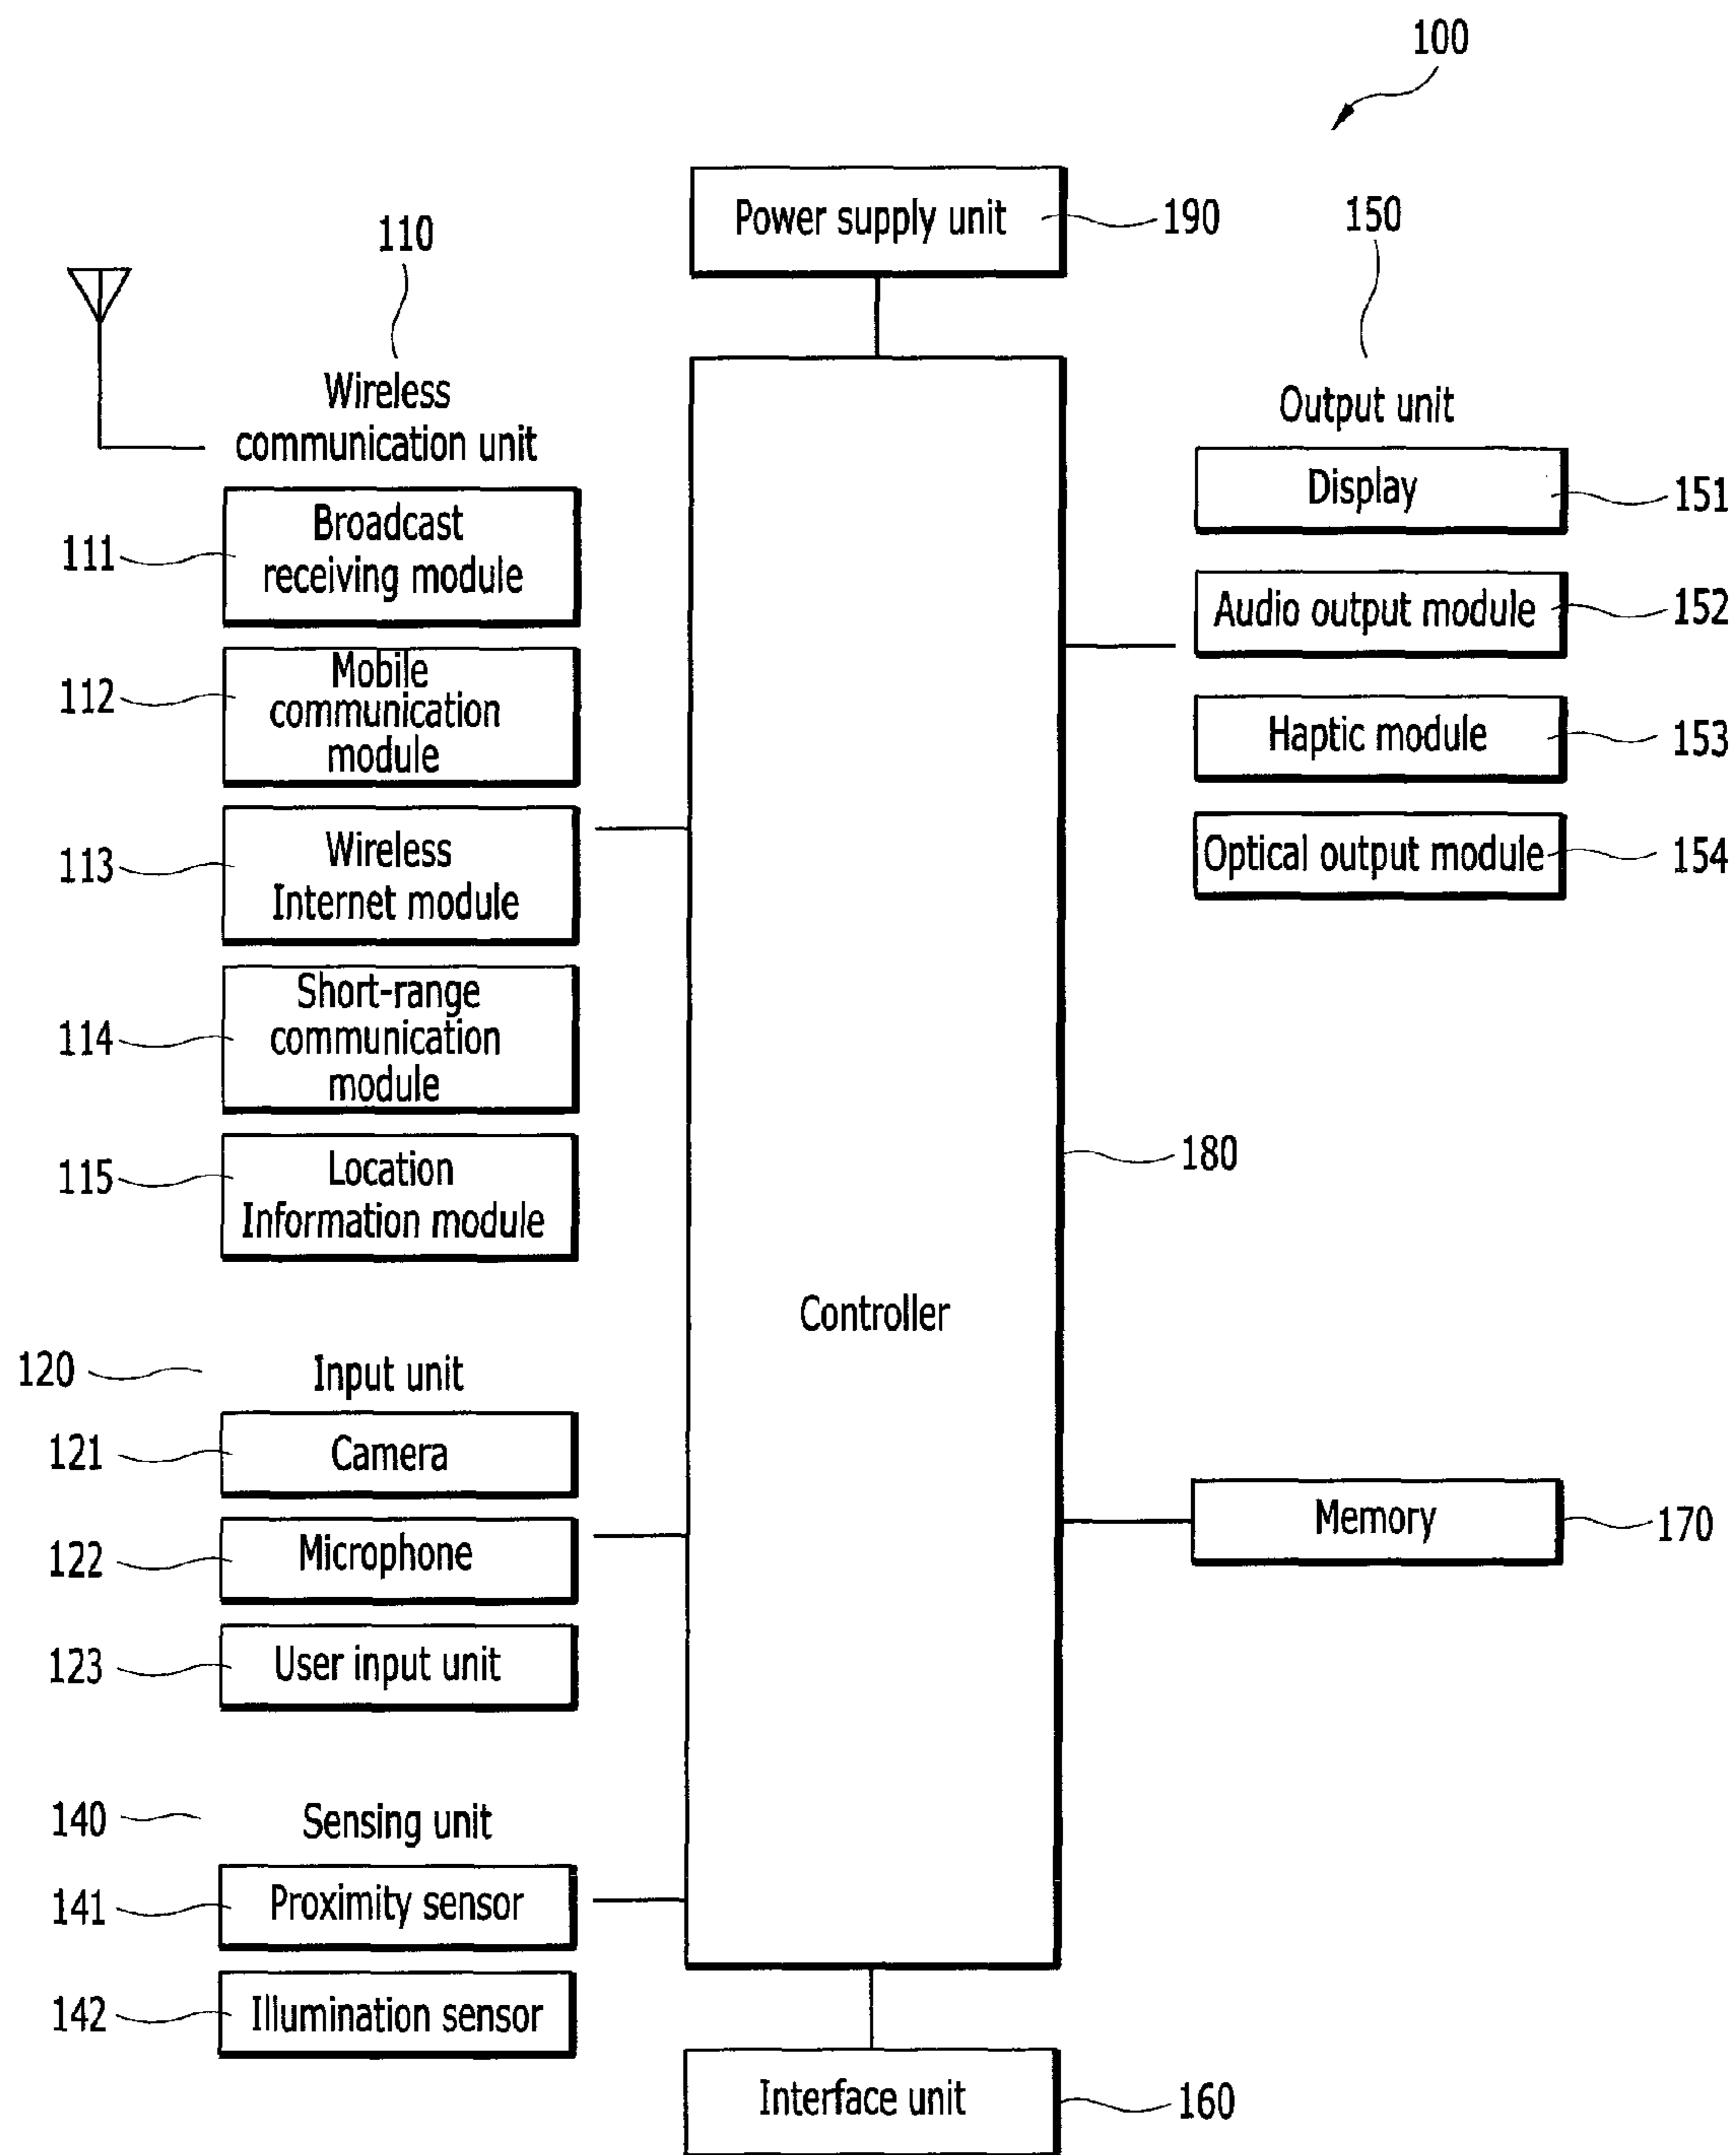 100
Power supply unit
190
150
110
Wireless
communication unit
Output unit
Display
151
111
Broadcast
receiving module
Audio output module
152
112
Mobile
communication
module
Haptic module
153
113
Wireless
Internet module
Optical output module
154
114
Short-range
communication
module
115
Location
Information module
180
Controller
120
Input unit
121
Camera
122
Microphone
Memory
170
123
User input unit
140
Sensing unit
141
Proximity sensor
142
Illumination sensor
Interface unit
160